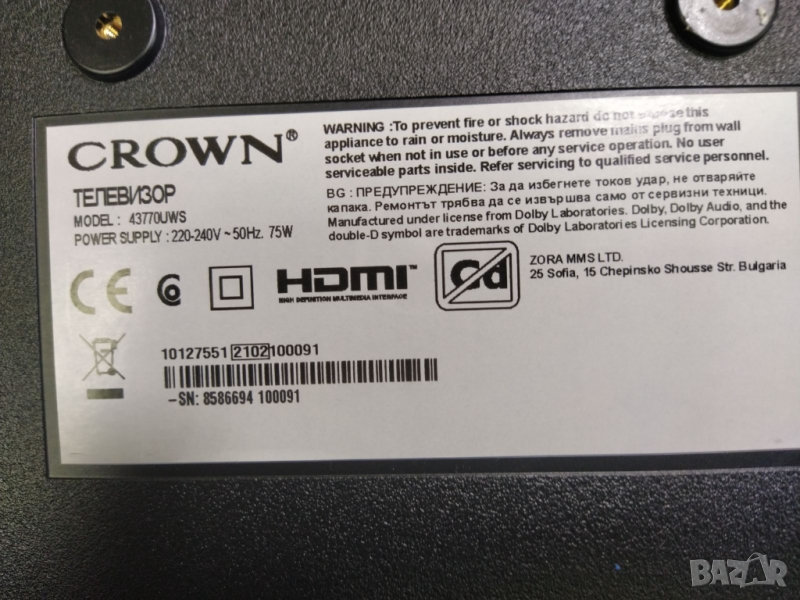 CROWN®
ТЕЛЕВИЗОР
MODEL : 43770UWS
POWER SUPPLY : 220-240V ~ 50Hz. 75W
WARNING :To prevent fire or shock hazard do not expose this
appliance to rain or moisture. Always remove mains plug from wall
socket when not in use or before any service operation. No user
serviceable parts inside. Refer servicing to qualified service personnel.
BG : ПРЕДУПРЕЖДЕНИЕ: За да избегнете токов удар, не отваряйте
капака. Ремонтът трябва да се извършва само от сервизни техници.
Manufactured under license from Dolby Laboratories. Dolby, Dolby Audio, and the
double-D symbol are trademarks of Dolby Laboratories Licensing Corporation.
CE
HDMI™
HIGH DEFINITION MULTIMEDIA INTERFACE
Cd
ZORA MMS LTD.
25 Sofia, 15 Chepinsko Shousse Str. Bulgaria
10127551 2102 100091
-SN: 8586694 100091
BAZAR